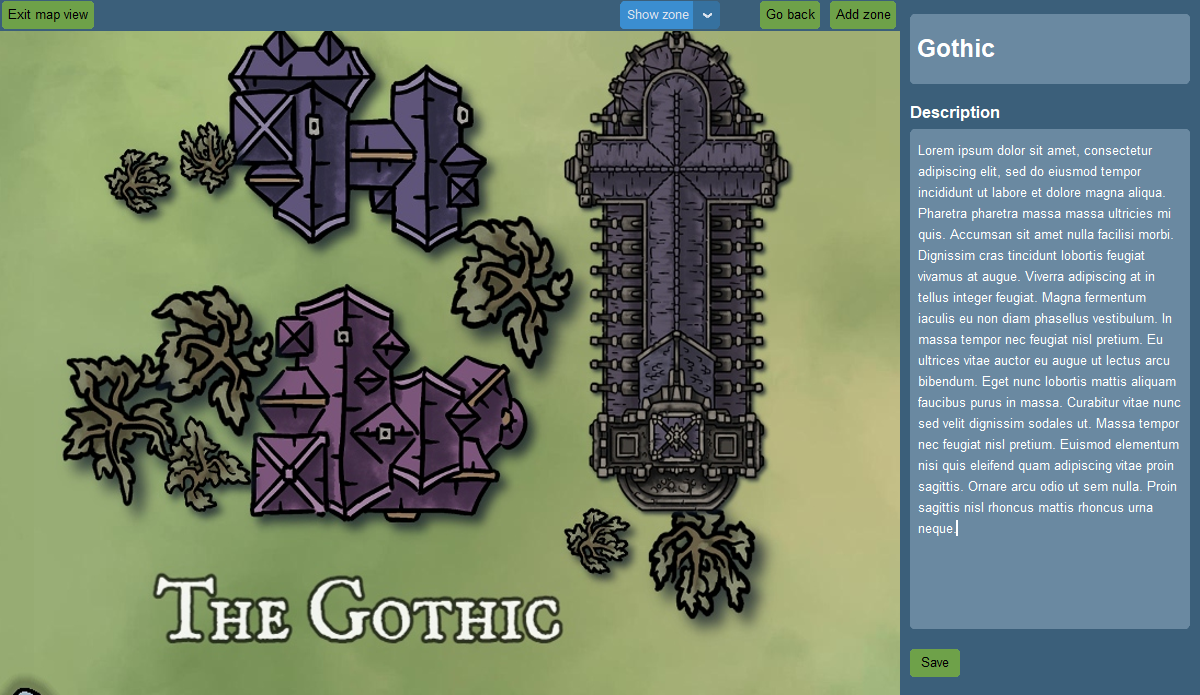 Exit map view
Show zone
Go back
Add zone
Gothic
Description
Lorem ipsum dolor sit amet, consectetur
adipiscing elit, sed do eiusmod tempor
incididunt ut labore et dolore magna aliqua.
Pharetra pharetra massa massa ultricies mi
quis. Accumsan sit amet nulla facilisi morbi.
Dignissim cras tincidunt lobortis feugiat
vivamus at augue. Viverra adipiscing at in
tellus integer feugiat. Magna fermentum
iaculis eu non diam phasellus vestibulum. In
massa tempor nec feugiat nisl pretium. Eu
ultrices vitae auctor eu augue ut lectus arcu
bibendum. Eget nunc lobortis mattis aliquam
faucibus purus in massa. Curabitur vitae nunc
sed velit dignissim sodales ut. Massa tempor
nec feugiat nisl pretium. Euismod elementum
nisi quis eleifend quam adipiscing vitae proin
sagittis. Ornare arcu odio ut sem nulla. Proin
sagittis nisl rhoncus mattis rhoncus urna
neque.
Save
The Gothic